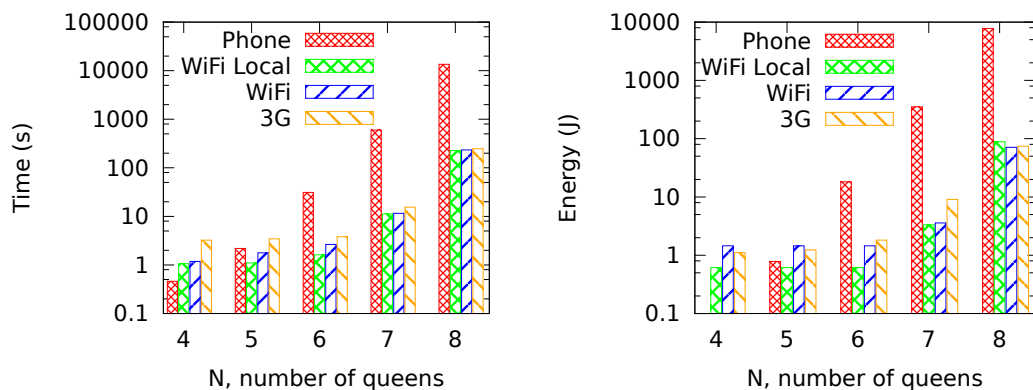 100000
10000
1000
100
10
1
0.1
Time (s)
Phone
WiFi Local
WiFi
3G
4 5 6 7 8
N, number of queens
10000
1000
100
10
1
0.1
Energy (J)
Phone
WiFi Local
WiFi
3G
4 5 6 7 8
N, number of queens